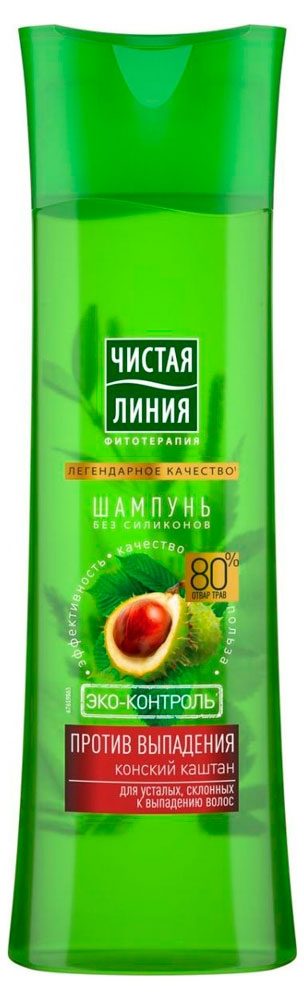 ЧИСТАЯ
ЛИНИЯ
ФИТОТЕРАПИЯ
ЛЕГЕНДАРНОЕ КАЧЕСТВО¹
ШАМПУНЬ
БЕЗ СИЛИКОНОВ
эффективность • качество • польза
80%
ОТВАР ТРАВ
ЭКО-КОНТРОЛЬ
ПРОТИВ ВЫПАДЕНИЯ
КОНСКИЙ КАШТАН
для усталых, склонных
к выпадению волос